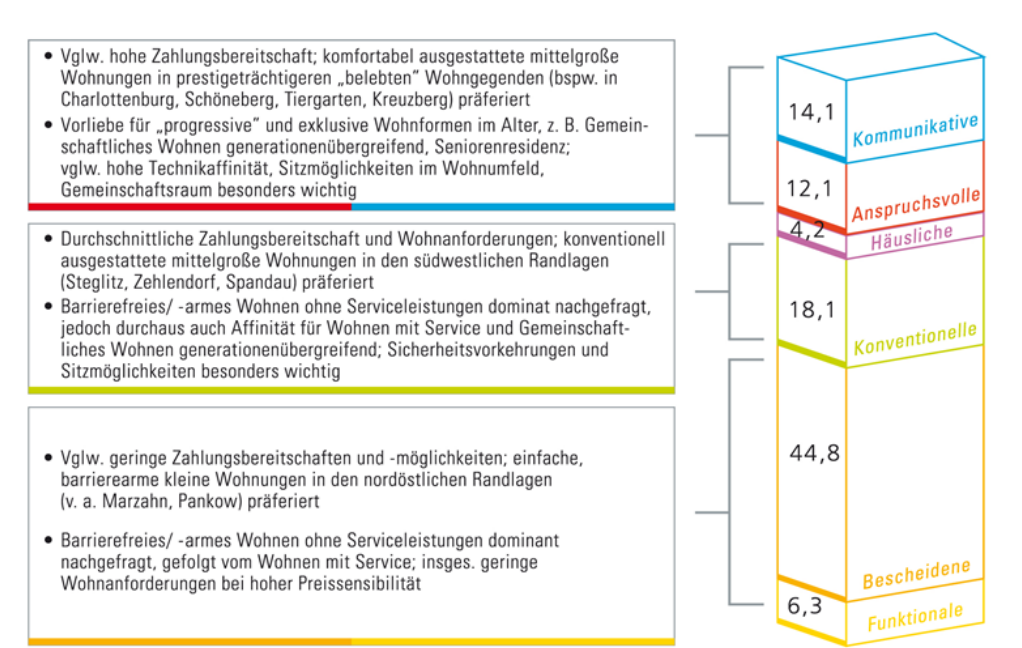 • Vglw. hohe Zahlungsbereitschaft; komfortabel ausgestattete mittelgroße
Wohnungen in prestigeträchtigeren „belebten“ Wohngegenden (bspw. in
Charlottenburg, Schöneberg, Tiergarten, Kreuzberg) präferiert
• Vorliebe für „progressive“ und exklusive Wohnformen im Alter, z. B. Gemein-
schaftliches Wohnen generationenübergreifend, Seniorenresidenz;
vglw. hohe Technikaffinität, Sitzmöglichkeiten im Wohnumfeld,
Gemeinschaftsraum besonders wichtig
• Durchschnittliche Zahlungsbereitschaft und Wohnanforderungen; konventionell
ausgestattete mittelgroße Wohnungen in den südwestlichen Randlagen
(Steglitz, Zehlendorf, Spandau) präferiert
• Barrierefreies/ -armes Wohnen ohne Serviceleistungen dominat nachgefragt,
jedoch durchaus auch Affinität für Wohnen mit Service und Gemeinschaft-
liches Wohnen generationenübergreifend; Sicherheitsvorkehrungen und
Sitzmöglichkeiten besonders wichtig
• Vglw. geringe Zahlungsbereitschaften und -möglichkeiten; einfache,
barrierearme kleine Wohnungen in den nordöstlichen Randlagen
(v. a. Marzahn, Pankow) präferiert
• Barrierefreies/ -armes Wohnen ohne Serviceleistungen dominant
nachgefragt, gefolgt vom Wohnen mit Service; insges. geringe
Wohnanforderungen bei hoher Preissensibilität
14,1
Kommunikative
12,1
Anspruchsvolle
4,2
Häusliche
18,1
Konventionelle
44,8
Bescheidene
6,3
Funktionale